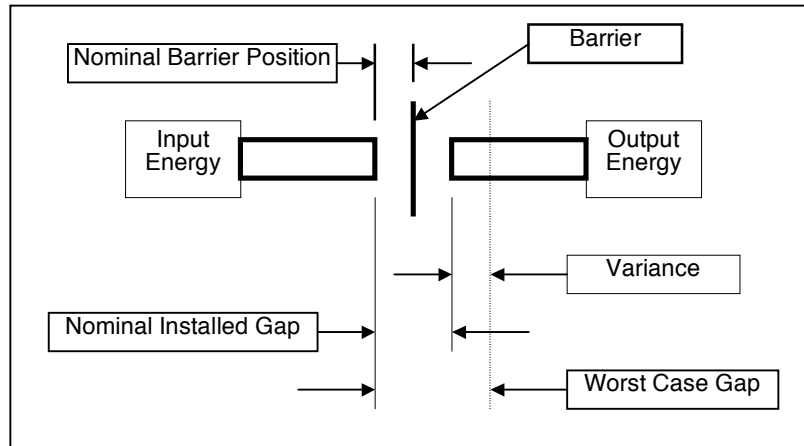 Nominal Barrier Position
Barrier
Input
Energy
Output
Energy
Variance
Nominal Installed Gap
Worst Case Gap